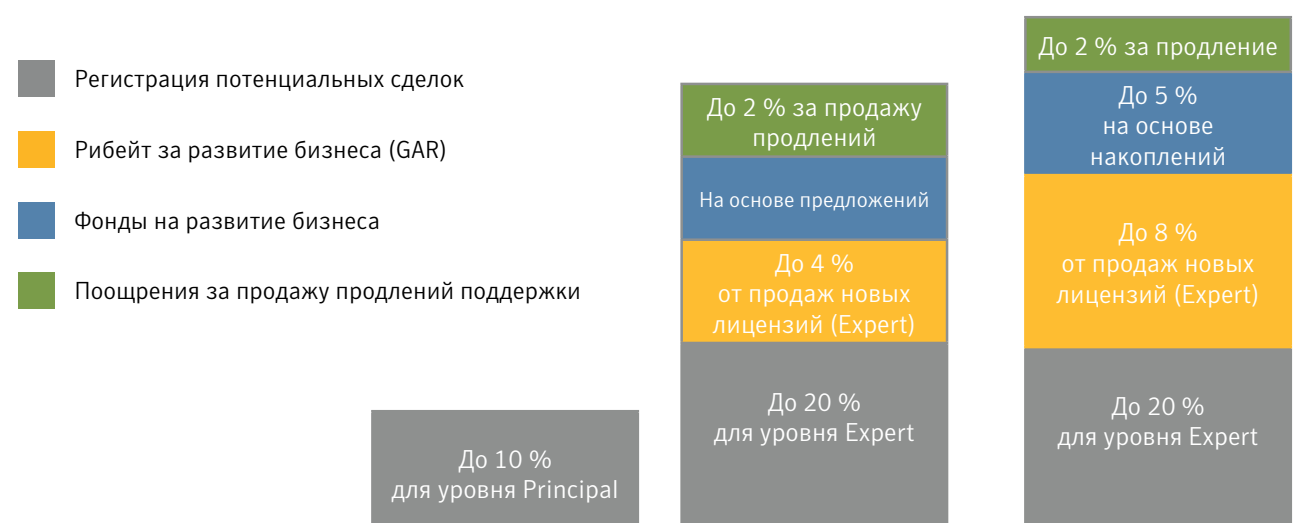 Регистрация потенциальных сделок
Рибейт за развитие бизнеса (GAR)
Фонды на развитие бизнеса
Поощрения за продажу продлений поддержки
До 10 %
для уровня Principal
До 2 % за продажу
продлений
На основе предложений
До 4 %
от продаж новых
лицензий (Expert)
До 20 %
для уровня Expert
До 2 % за продление
До 5 %
на основе
накоплений
До 8 %
от продаж новых
лицензий (Expert)
До 20 %
для уровня Expert